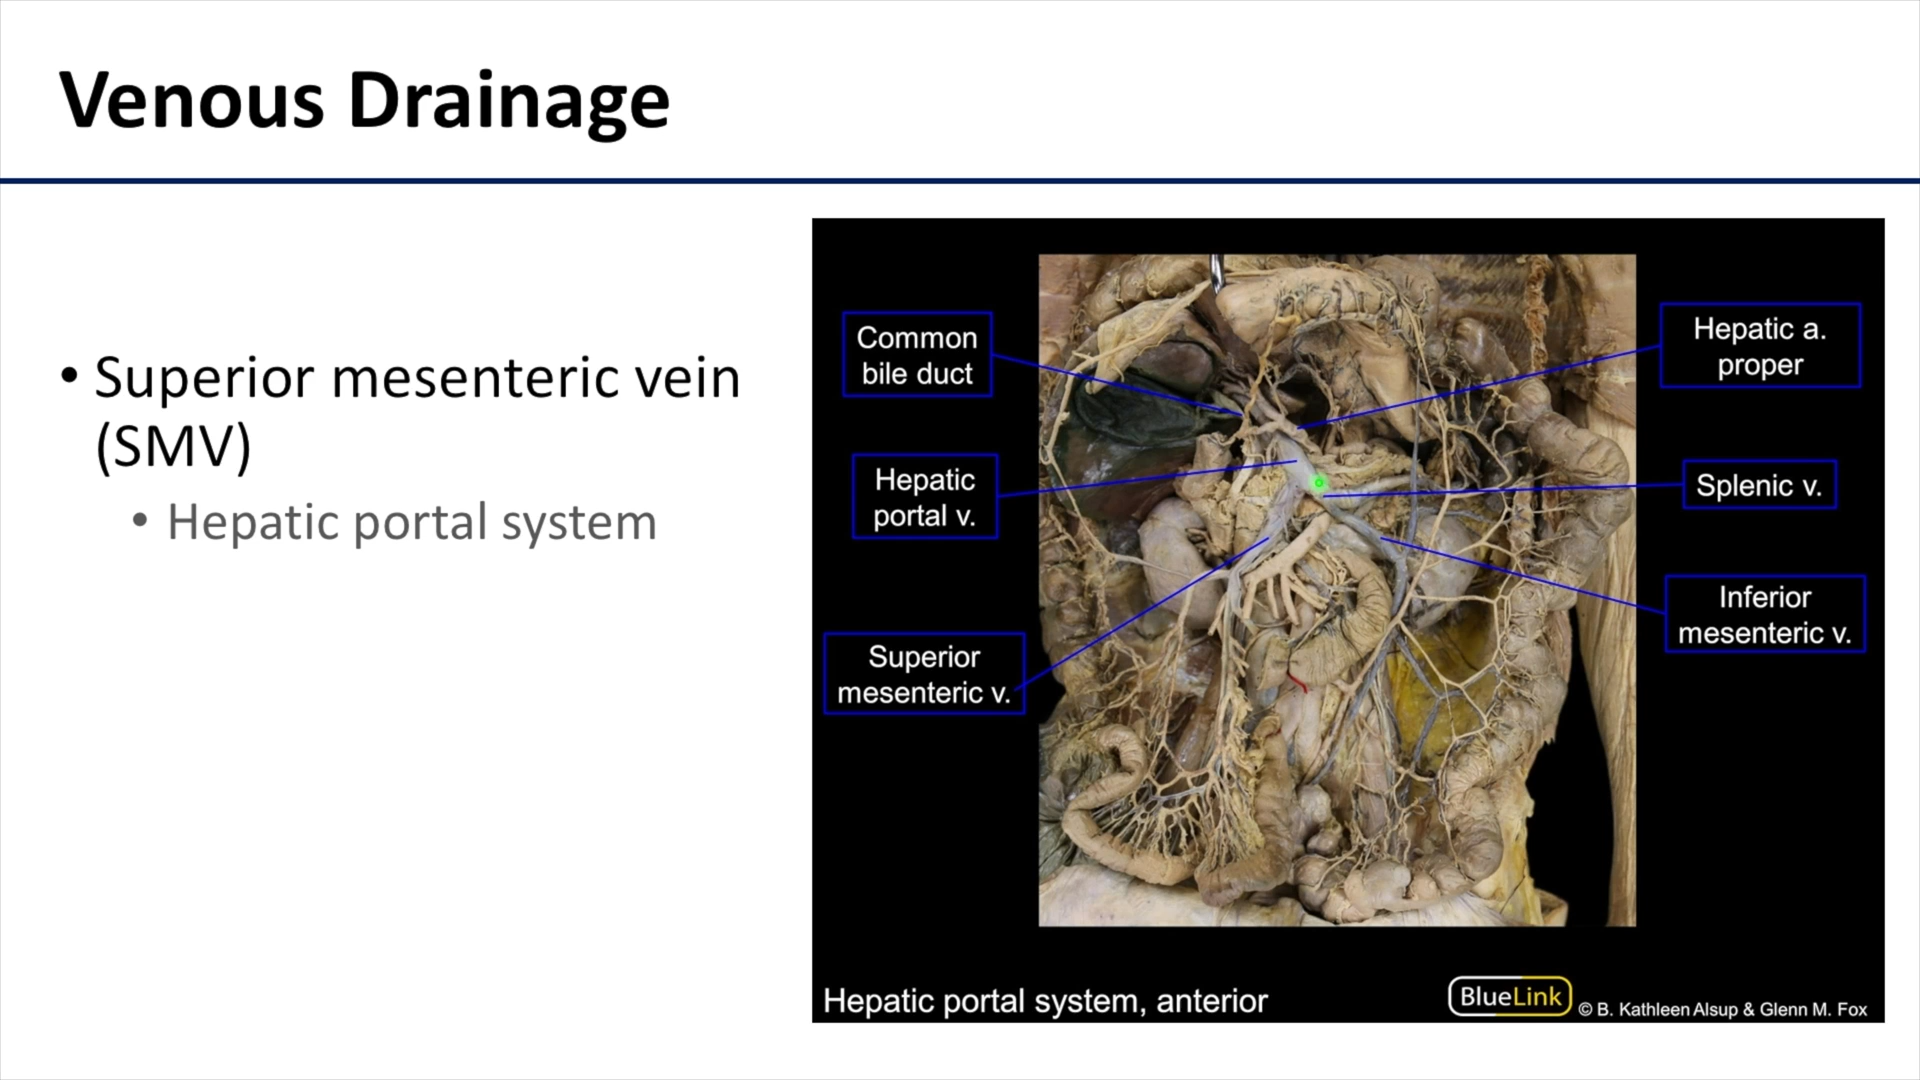 Venous Drainage
• Superior mesenteric vein
(SMV)
• Hepatic portal system
Common
bile duct
Hepatic
portal v.
Superior
mesenteric v.
Hepatic a.
proper
Splenic v.
Inferior
mesenteric v.
Hepatic portal system, anterior
BlueLink
© B. Kathleen Alsup & Glenn M. Fox